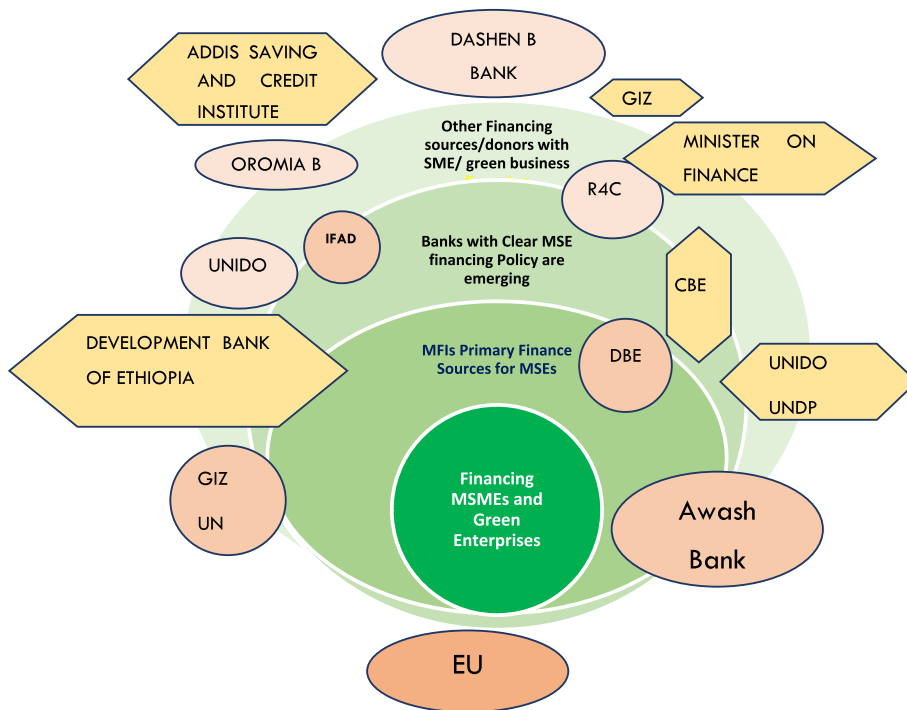 DASHEN B
BANK
ADDIS SAVING
AND CREDIT
INSTITUTE
GIZ
Other Financing
sources/donors with
SME/ green business
MINISTER ON
FINANCE
OROMIA B
R4C
IFAD
Banks with Clear MSE
financing Policy are
emerging
UNIDO
CBE
DEVELOPMENT BANK
OF ETHIOPIA
MFIs Primary Finance
Sources for MSEs
DBE
UNIDO
UNDP
GIZ
UN
Financing
MSMEs and
Green
Enterprises
Awash
Bank
EU